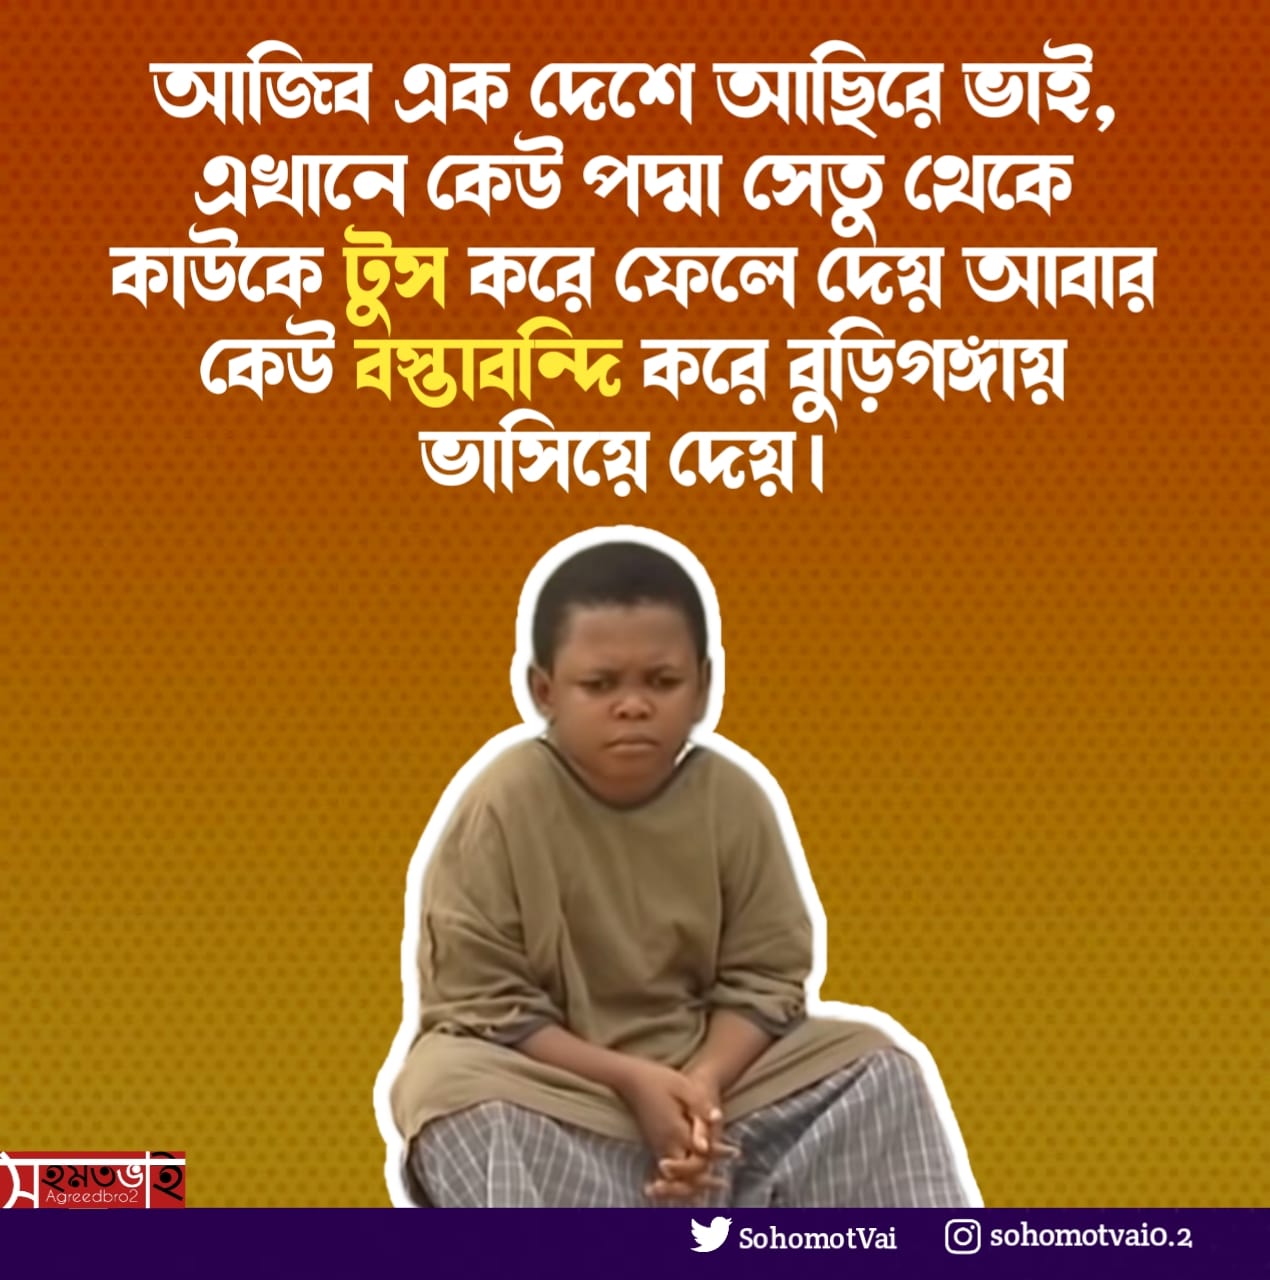 আজিব এক দেশে আছিরে ভাই,
এখানে কেউ পদ্মা সেতু থেকে
কাউকে টুস করে ফেলে দেয় আবার
কেউ বস্তাবন্দি করে বুড়িগঙ্গায়
ভাসিয়ে দেয়।
সহমতভাই
Agreedbro2
SohomotVai
sohomotvai0.2